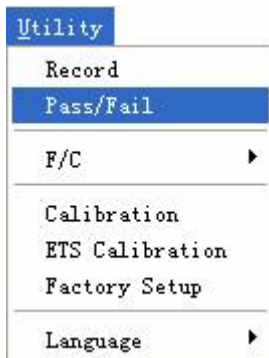 Utility
Record
Pass/Fail
F/C
Calibration
ETS Calibration
Factory Setup
Language